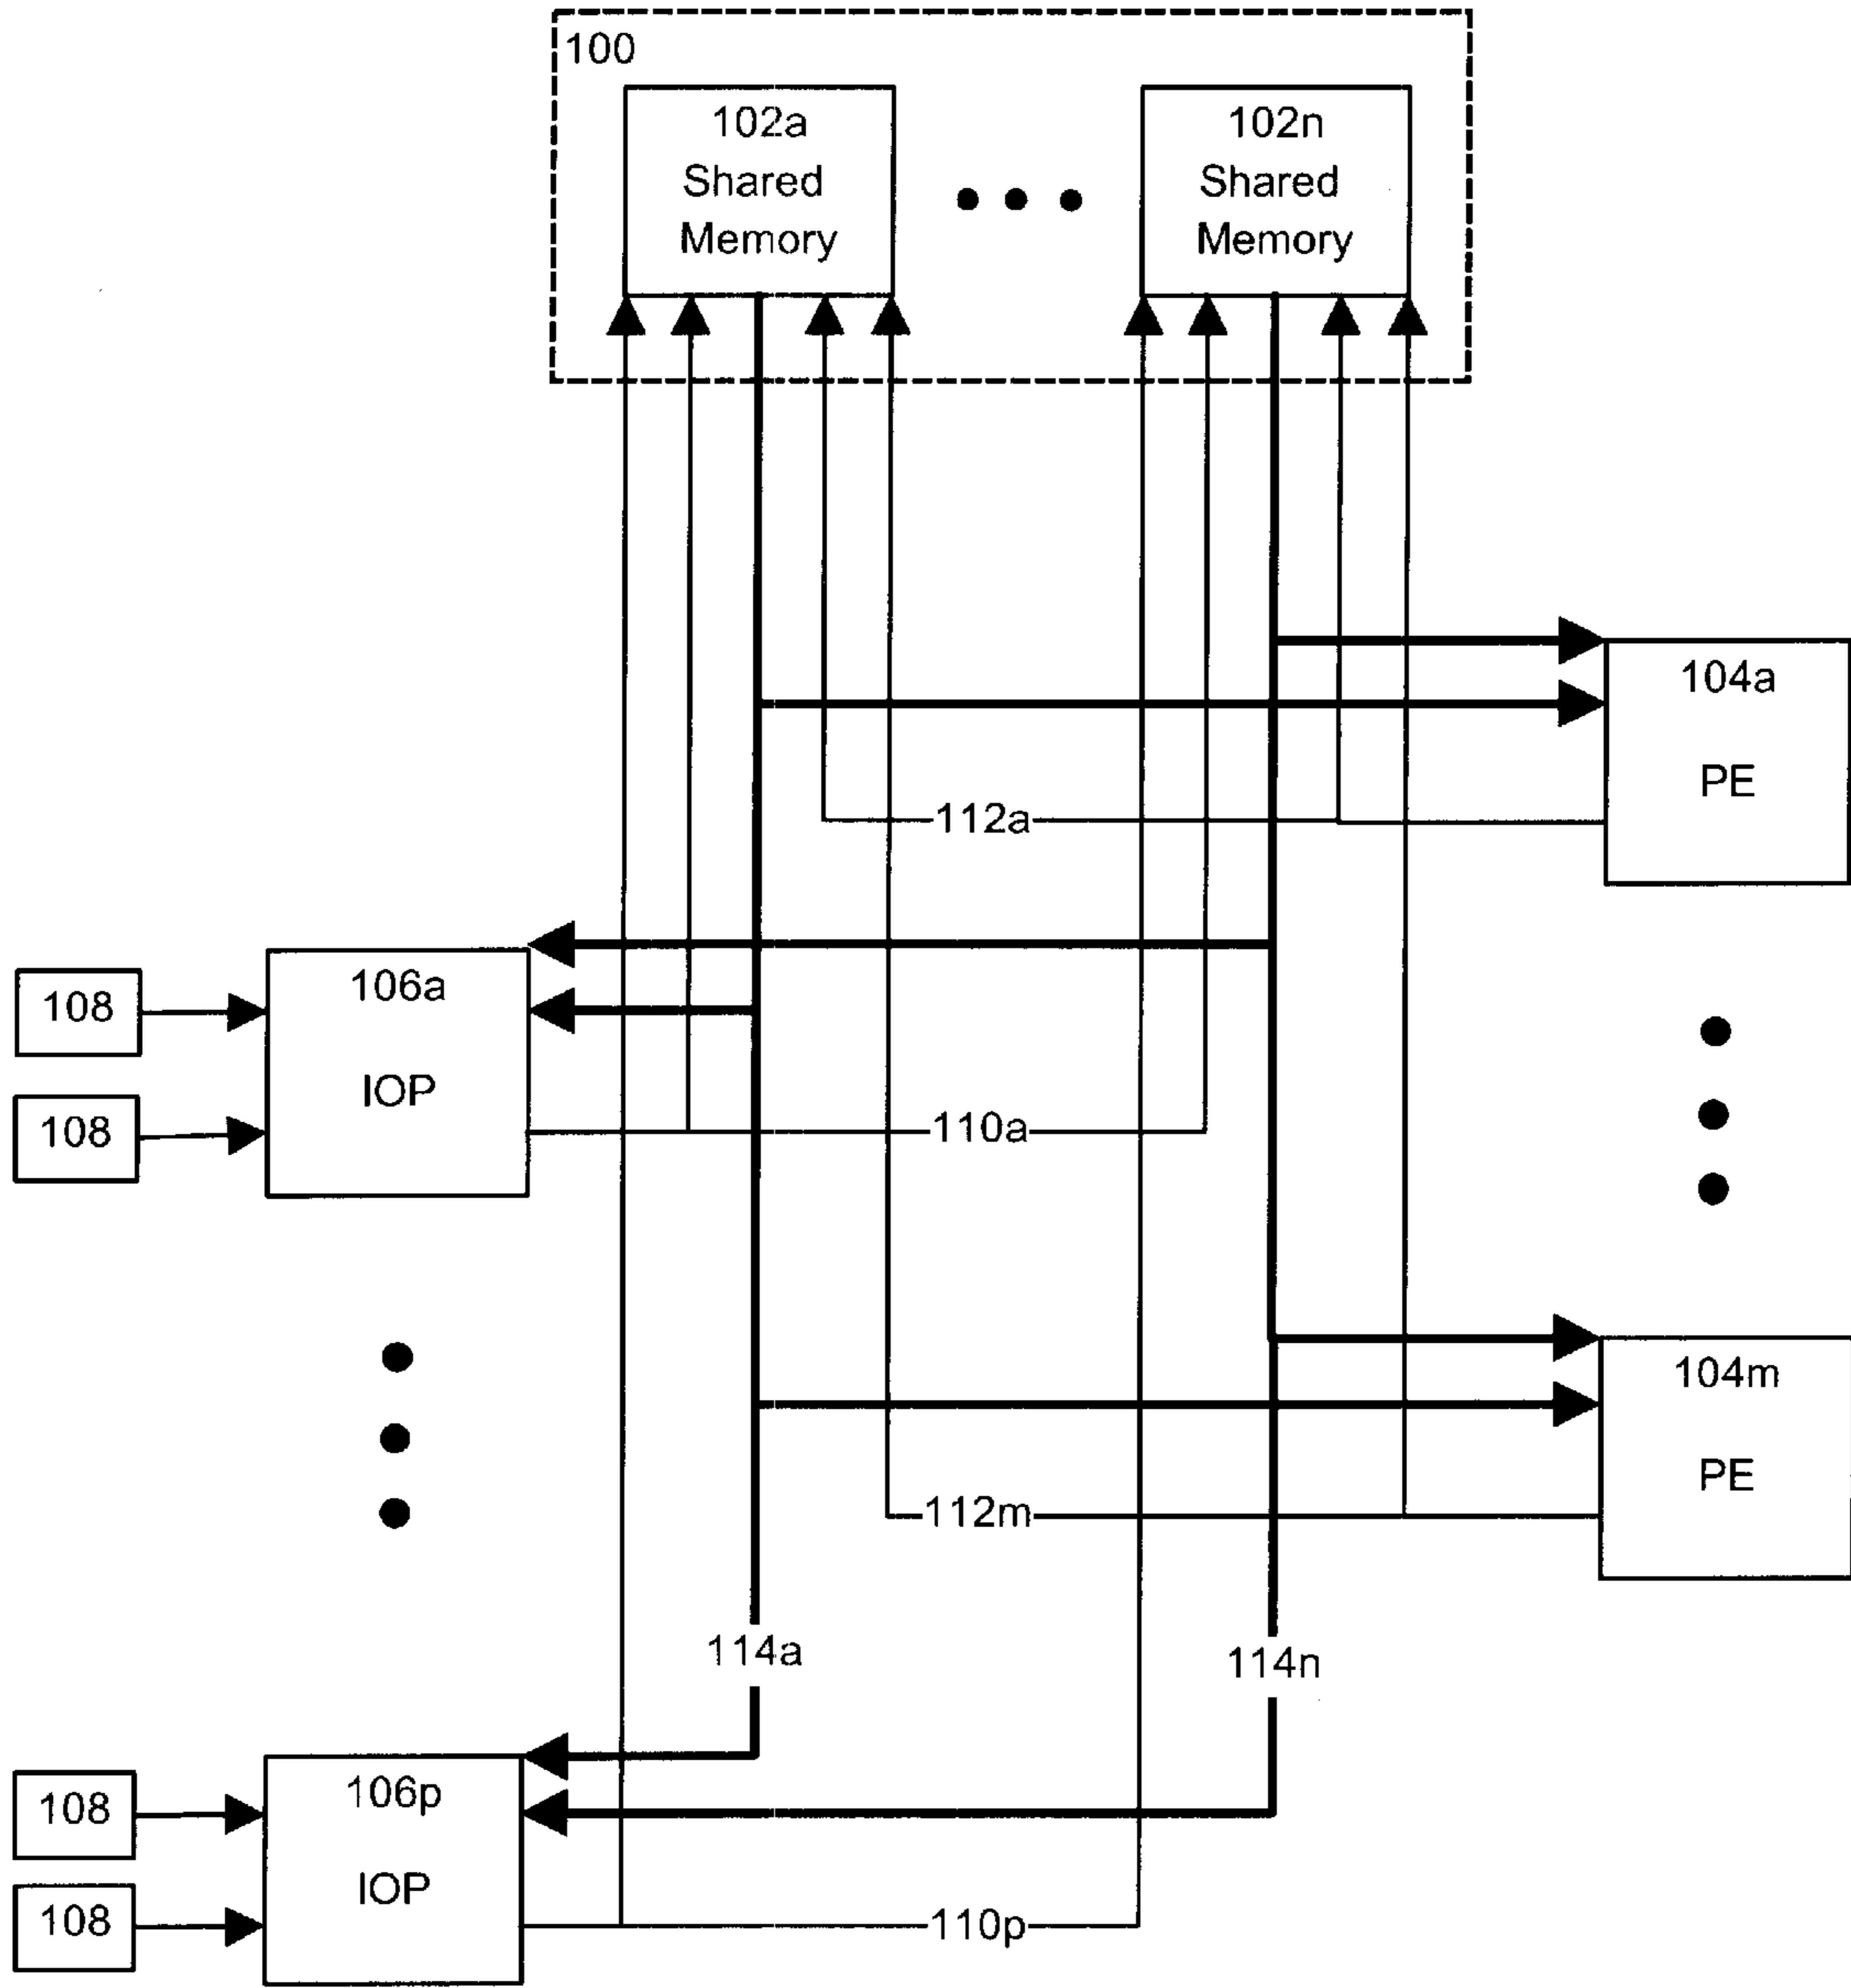 100
102a
Shared
Memory
102n
Shared
Memory
104a
PE
112a
106a
IOP
108
108
110a
104m
PE
112m
114a
114n
106p
IOP
108
108
110p